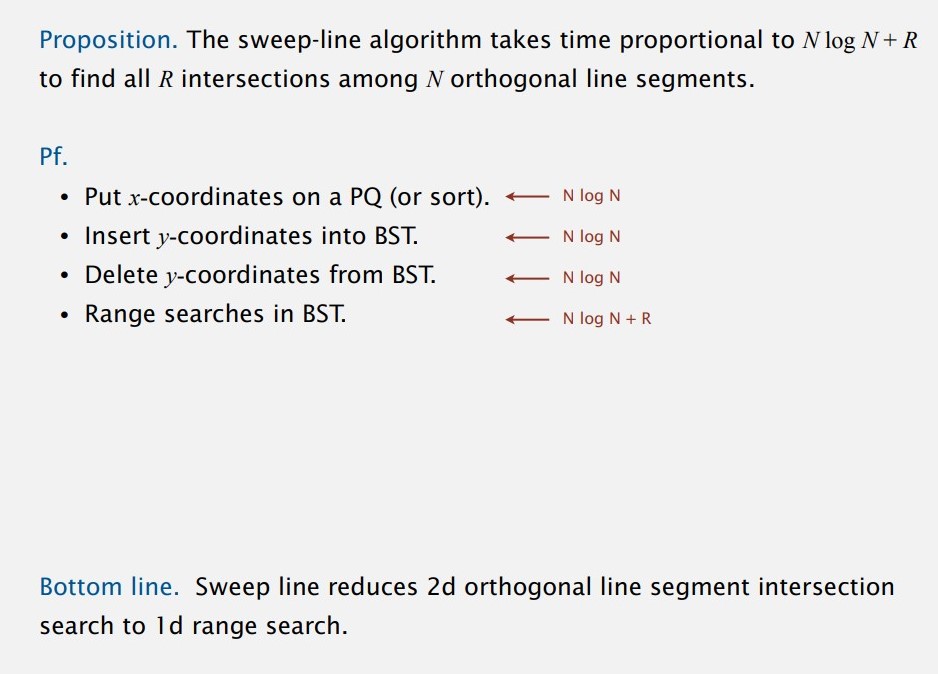 Proposition. The sweep-line algorithm takes time proportional to N log N + R
to find all R intersections among N orthogonal line segments.
Pf.
• Put x-coordinates on a PQ (or sort). ← N log N
• Insert y-coordinates into BST. ← N log N
• Delete y-coordinates from BST. ← N log N
• Range searches in BST. ← N log N + R
Bottom line. Sweep line reduces 2d orthogonal line segment intersection
search to 1d range search.